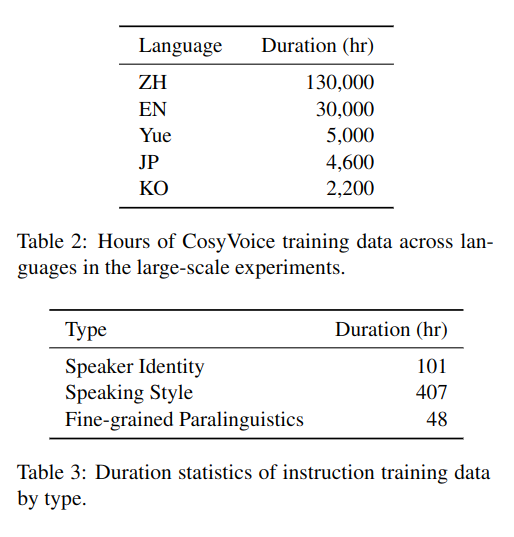 Language Duration (hr)
ZH 130,000
EN 30,000
Yue 5,000
JP 4,600
KO 2,200
Table 2: Hours of CosyVoice training data across lan-
guages in the large-scale experiments.
Type Duration (hr)
Speaker Identity 101
Speaking Style 407
Fine-grained Paralinguistics 48
Table 3: Duration statistics of instruction training data
by type.